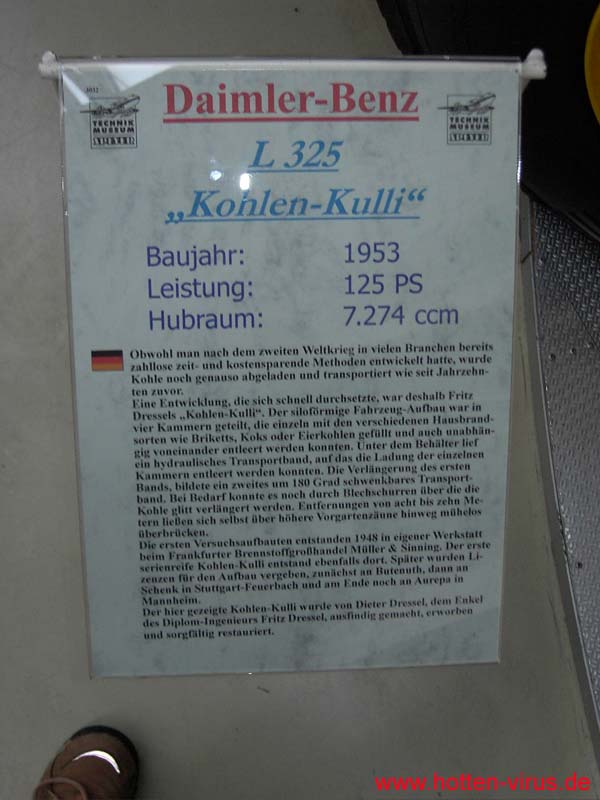 3032
TECHNIK
MUSEUM
SPEYER
Daimler-Benz
TECHNIK
MUSEUM
SPEYER
L 325
„Kohlen-Kulli“
Baujahr: 1953
Leistung: 125 PS
Hubraum: 7.274 ccm
Obwohl man nach dem zweiten Weltkrieg in vielen Branchen bereits
zahllose zeit- und kostensparende Methoden entwickelt hatte, wurde
Kohle noch genauso abgeladen und transportiert wie seit Jahrzehn-
ten zuvor.
Eine Entwicklung, die sich schnell durchsetzte, war deshalb Fritz
Dressels „Kohlen-Kulli“. Der siloförmige Fahrzeug-Aufbau war in
vier Kammern geteilt, die einzeln mit den verschiedenen Hausbrand-
sorten wie Briketts, Koks oder Eierkohlen gefüllt und auch unabhän-
gig voneinander entleert werden konnten. Unter dem Behälter lief
ein hydraulisches Transportband, auf das die Ladung der einzelnen
Kammern entleert werden konnten. Die Verlängerung des ersten
Bands, bildete ein zweites um 180 Grad schwenkbares Transport-
band. Bei Bedarf konnte es noch durch Blechschurren über die die
Kohle glitt verlängert werden. Entfernungen von acht bis zehn Me-
tern ließen sich selbst über höhere Vorgartenzäune hinweg mühelos
überbrücken.
Die ersten Versuchsaufbauten entstanden 1948 in eigener Werkstatt
beim Frankfurter Brennstoffgroßhandel Müller & Sinning. Der erste
serienreife Kohlen-Kulli entstand ebenfalls dort. Später wurden Li-
zenzen für den Aufbau vergeben, zunächst an Butenuth, dann an
Schenk in Stuttgart-Feuerbach und am Ende noch an Aurepa in
Mannheim.
Der hier gezeigte Kohlen-Kulli wurde von Dieter Dressel, dem Enkel
des Diplom-Ingenieurs Fritz Dressel, ausfindig gemacht, erworben
und sorgfältig restauriert.
www.hotten-virus.de